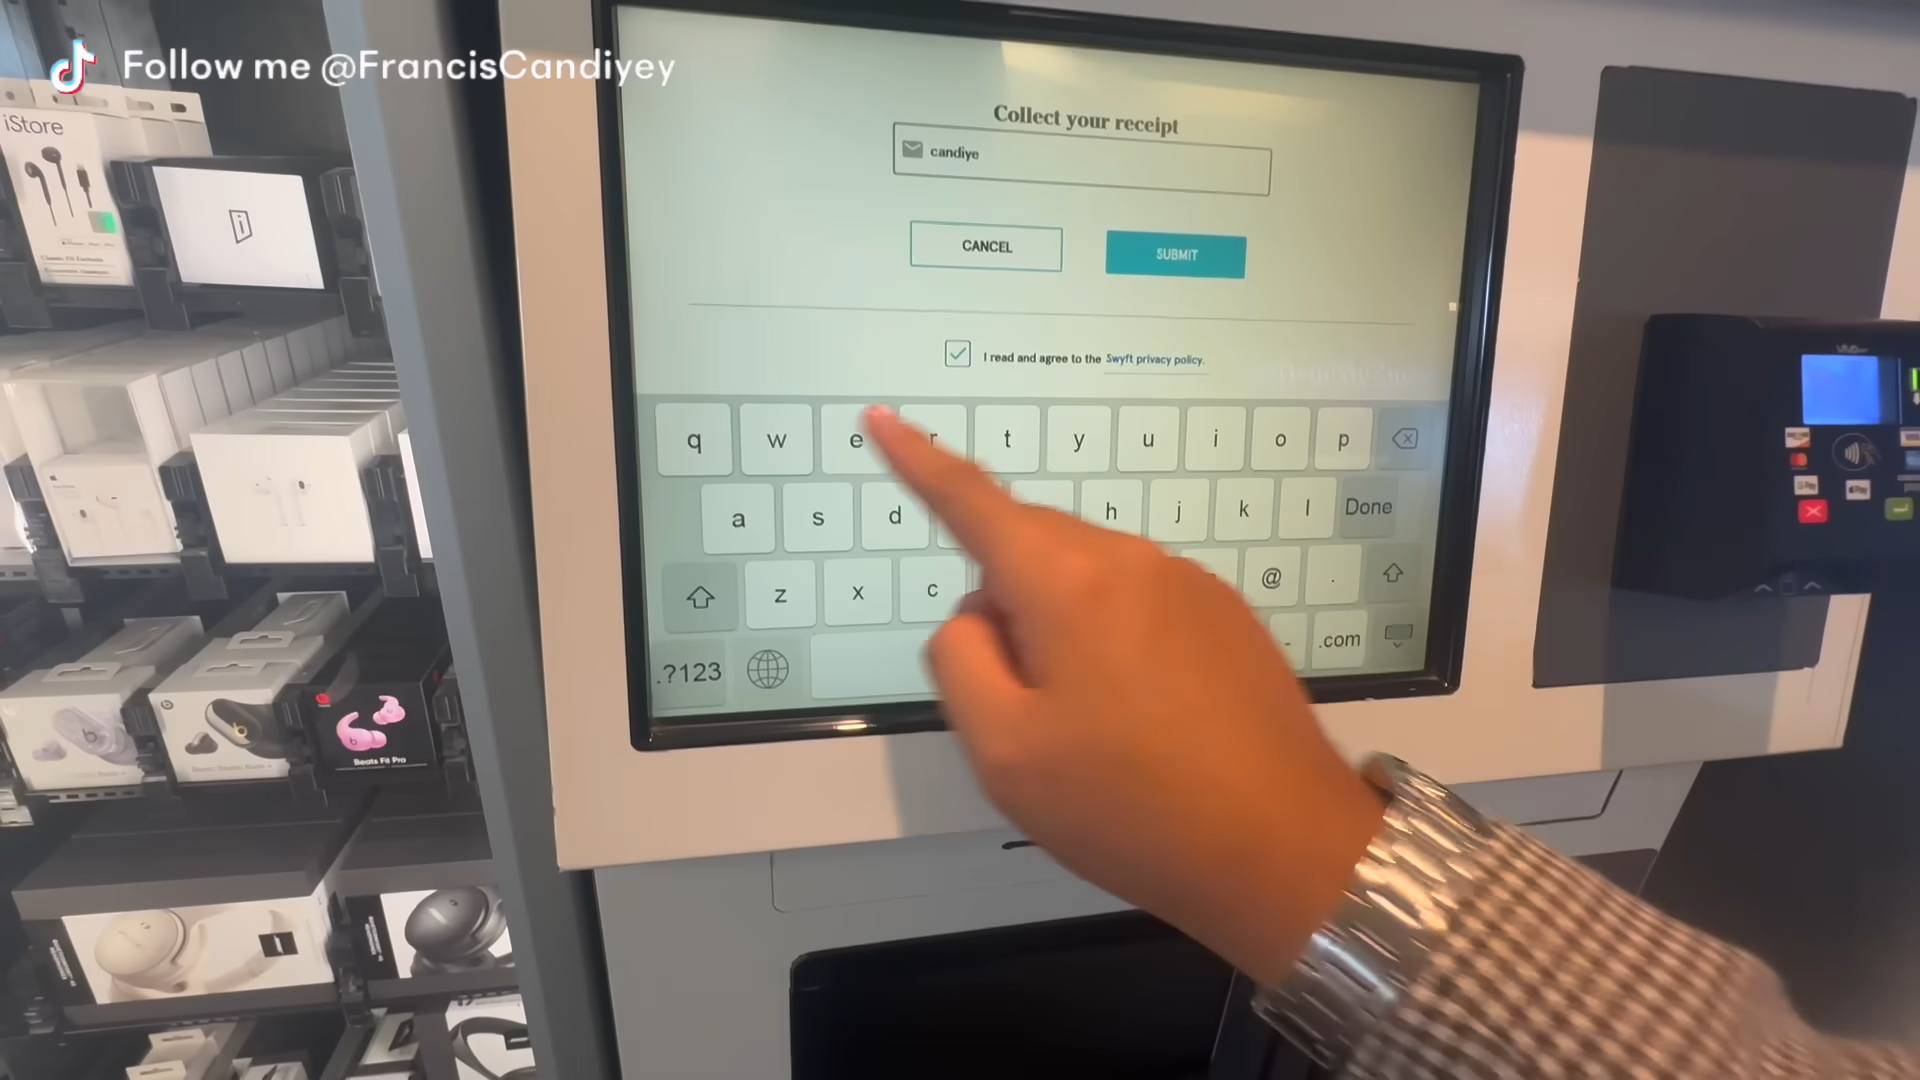 Follow me @FrancisCandiyey
iStore
Collect your receipt
candiye
CANCEL
SUBMIT
I read and agree to the Swyft privacy policy.
q w e r t y u i o p
a s d h j k l Done
z x c @ .
.?123 - .com
Beats Fit Pro